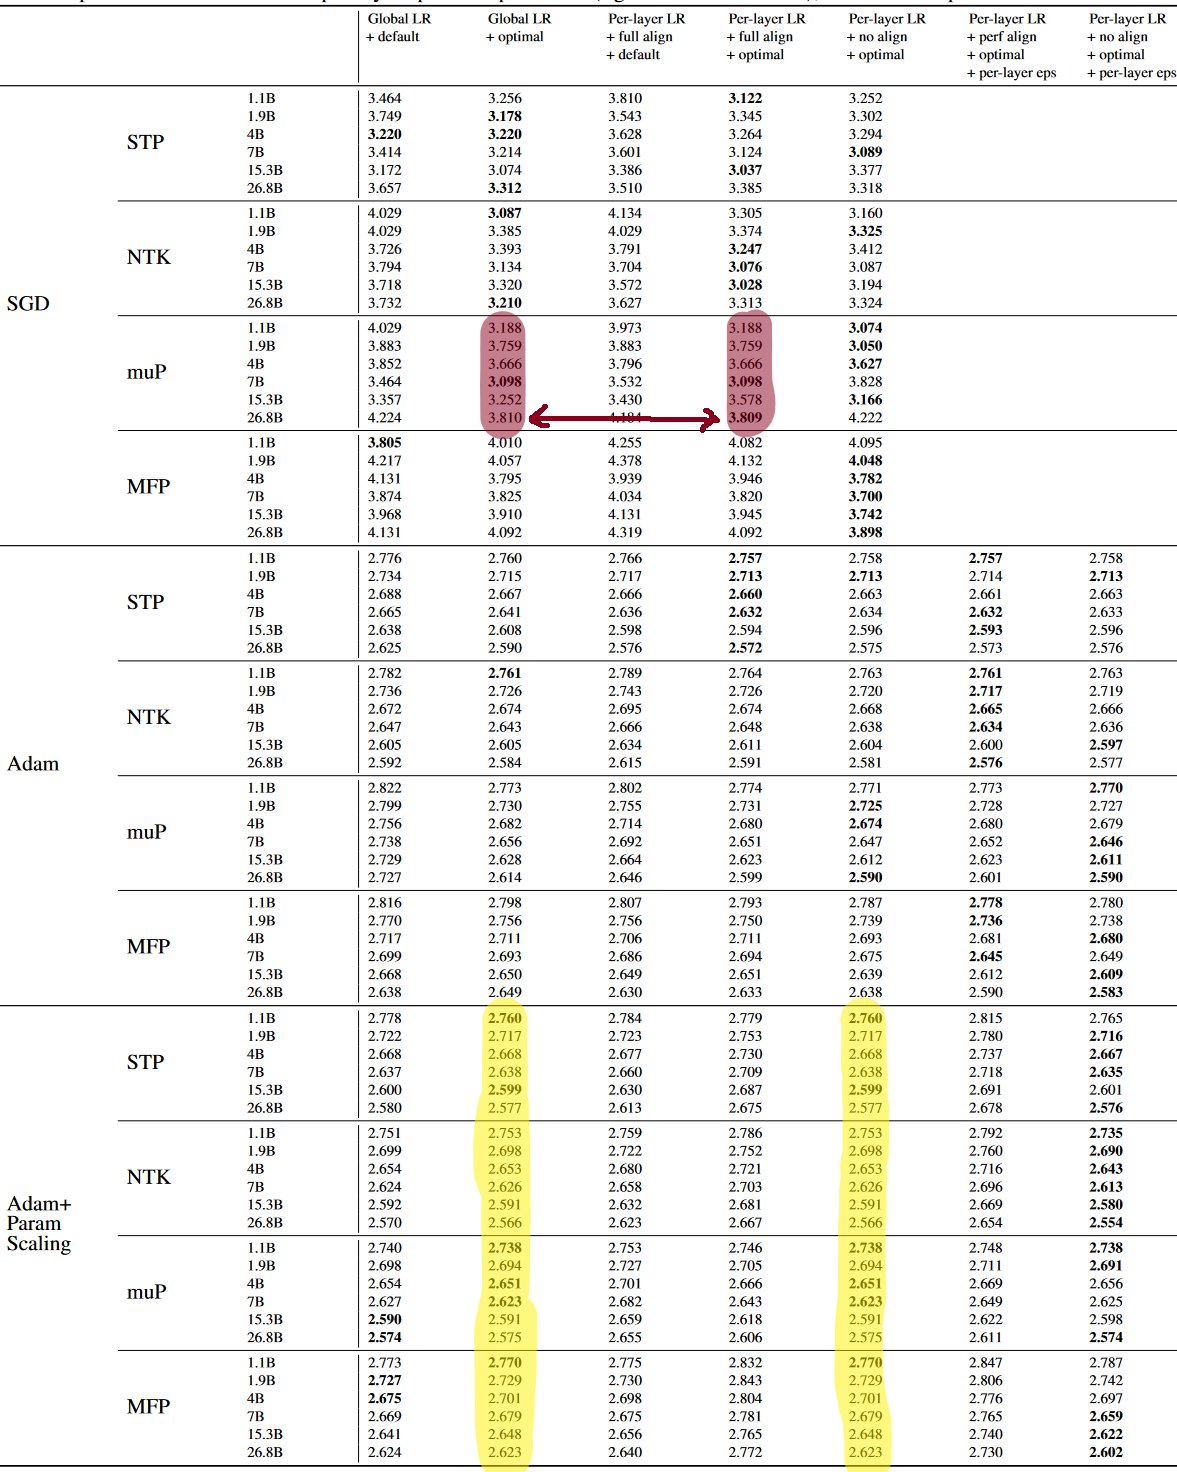 Global LR Global LR Per-layer LR Per-layer LR Per-layer LR Per-layer LR Per-layer LR
+ default + optimal + full align + full align + no align + perf align + no align
+ default + optimal + optimal + optimal + optimal
+ per-layer eps + per-layer eps
SGD
STP
1.1B 3.464 3.256 3.810 3.122 3.252
1.9B 3.749 3.178 3.543 3.345 3.302
4B 3.220 3.220 3.628 3.264 3.294
7B 3.414 3.214 3.601 3.124 3.089
15.3B 3.172 3.074 3.386 3.037 3.377
26.8B 3.657 3.312 3.510 3.385 3.318
NTK
1.1B 4.029 3.087 4.134 3.305 3.160
1.9B 4.029 3.385 4.029 3.374 3.325
4B 3.726 3.393 3.791 3.247 3.412
7B 3.794 3.134 3.704 3.076 3.087
15.3B 3.718 3.320 3.572 3.028 3.194
26.8B 3.732 3.210 3.627 3.313 3.324
muP
1.1B 4.029 3.188 3.973 3.188 3.074
1.9B 3.883 3.759 3.883 3.759 3.050
4B 3.852 3.666 3.796 3.666 3.627
7B 3.464 3.098 3.532 3.098 3.828
15.3B 3.357 3.252 3.430 3.578 3.166
26.8B 4.224 3.810 4.184 3.809 4.222
MFP
1.1B 3.805 4.010 4.255 4.082 4.095
1.9B 4.217 4.057 4.378 4.132 4.048
4B 4.131 3.795 3.939 3.946 3.782
7B 3.874 3.825 4.034 3.820 3.700
15.3B 3.968 3.910 4.131 3.945 3.742
26.8B 4.131 4.092 4.319 4.092 3.898
Adam
STP
1.1B 2.776 2.760 2.766 2.757 2.758 2.757 2.758
1.9B 2.734 2.715 2.717 2.713 2.713 2.714 2.713
4B 2.688 2.667 2.666 2.660 2.663 2.661 2.663
7B 2.665 2.641 2.636 2.632 2.634 2.632 2.633
15.3B 2.638 2.608 2.598 2.594 2.596 2.593 2.596
26.8B 2.625 2.590 2.576 2.572 2.575 2.573 2.576
NTK
1.1B 2.782 2.761 2.789 2.764 2.763 2.761 2.763
1.9B 2.736 2.726 2.743 2.726 2.720 2.717 2.719
4B 2.672 2.674 2.695 2.674 2.668 2.665 2.666
7B 2.647 2.643 2.666 2.648 2.638 2.634 2.636
15.3B 2.605 2.605 2.634 2.611 2.604 2.600 2.597
26.8B 2.592 2.584 2.615 2.591 2.581 2.576 2.577
muP
1.1B 2.822 2.773 2.802 2.774 2.771 2.773 2.770
1.9B 2.799 2.730 2.755 2.731 2.725 2.728 2.727
4B 2.756 2.682 2.714 2.680 2.674 2.680 2.679
7B 2.738 2.656 2.692 2.651 2.647 2.652 2.646
15.3B 2.729 2.628 2.664 2.623 2.612 2.623 2.611
26.8B 2.727 2.614 2.646 2.599 2.590 2.601 2.590
MFP
1.1B 2.816 2.798 2.807 2.793 2.787 2.778 2.780
1.9B 2.770 2.756 2.756 2.750 2.739 2.736 2.738
4B 2.717 2.711 2.706 2.711 2.693 2.681 2.680
7B 2.699 2.693 2.686 2.694 2.675 2.645 2.649
15.3B 2.668 2.650 2.649 2.651 2.639 2.612 2.609
26.8B 2.638 2.649 2.630 2.633 2.638 2.590 2.583
Adam+
Param
Scaling
STP
1.1B 2.778 2.760 2.784 2.779 2.760 2.815 2.765
1.9B 2.722 2.717 2.723 2.753 2.717 2.780 2.716
4B 2.668 2.668 2.677 2.730 2.668 2.737 2.667
7B 2.637 2.638 2.660 2.709 2.638 2.718 2.635
15.3B 2.600 2.599 2.630 2.687 2.599 2.691 2.601
26.8B 2.580 2.577 2.613 2.675 2.577 2.678 2.576
NTK
1.1B 2.751 2.753 2.759 2.786 2.753 2.792 2.735
1.9B 2.699 2.698 2.722 2.752 2.698 2.760 2.690
4B 2.654 2.653 2.680 2.721 2.653 2.716 2.643
7B 2.624 2.626 2.658 2.703 2.626 2.696 2.613
15.3B 2.592 2.591 2.632 2.681 2.591 2.669 2.580
26.8B 2.570 2.566 2.623 2.667 2.566 2.654 2.554
muP
1.1B 2.740 2.738 2.753 2.746 2.738 2.748 2.738
1.9B 2.698 2.694 2.727 2.705 2.694 2.711 2.691
4B 2.654 2.651 2.701 2.666 2.651 2.669 2.656
7B 2.627 2.623 2.682 2.643 2.623 2.649 2.625
15.3B 2.590 2.591 2.659 2.618 2.591 2.622 2.598
26.8B 2.574 2.575 2.655 2.606 2.575 2.611 2.574
MFP
1.1B 2.773 2.770 2.775 2.832 2.770 2.847 2.787
1.9B 2.727 2.729 2.730 2.843 2.729 2.806 2.742
4B 2.675 2.701 2.698 2.804 2.701 2.776 2.697
7B 2.669 2.679 2.675 2.781 2.679 2.765 2.659
15.3B 2.641 2.648 2.656 2.765 2.648 2.740 2.622
26.8B 2.624 2.623 2.640 2.772 2.623 2.730 2.602